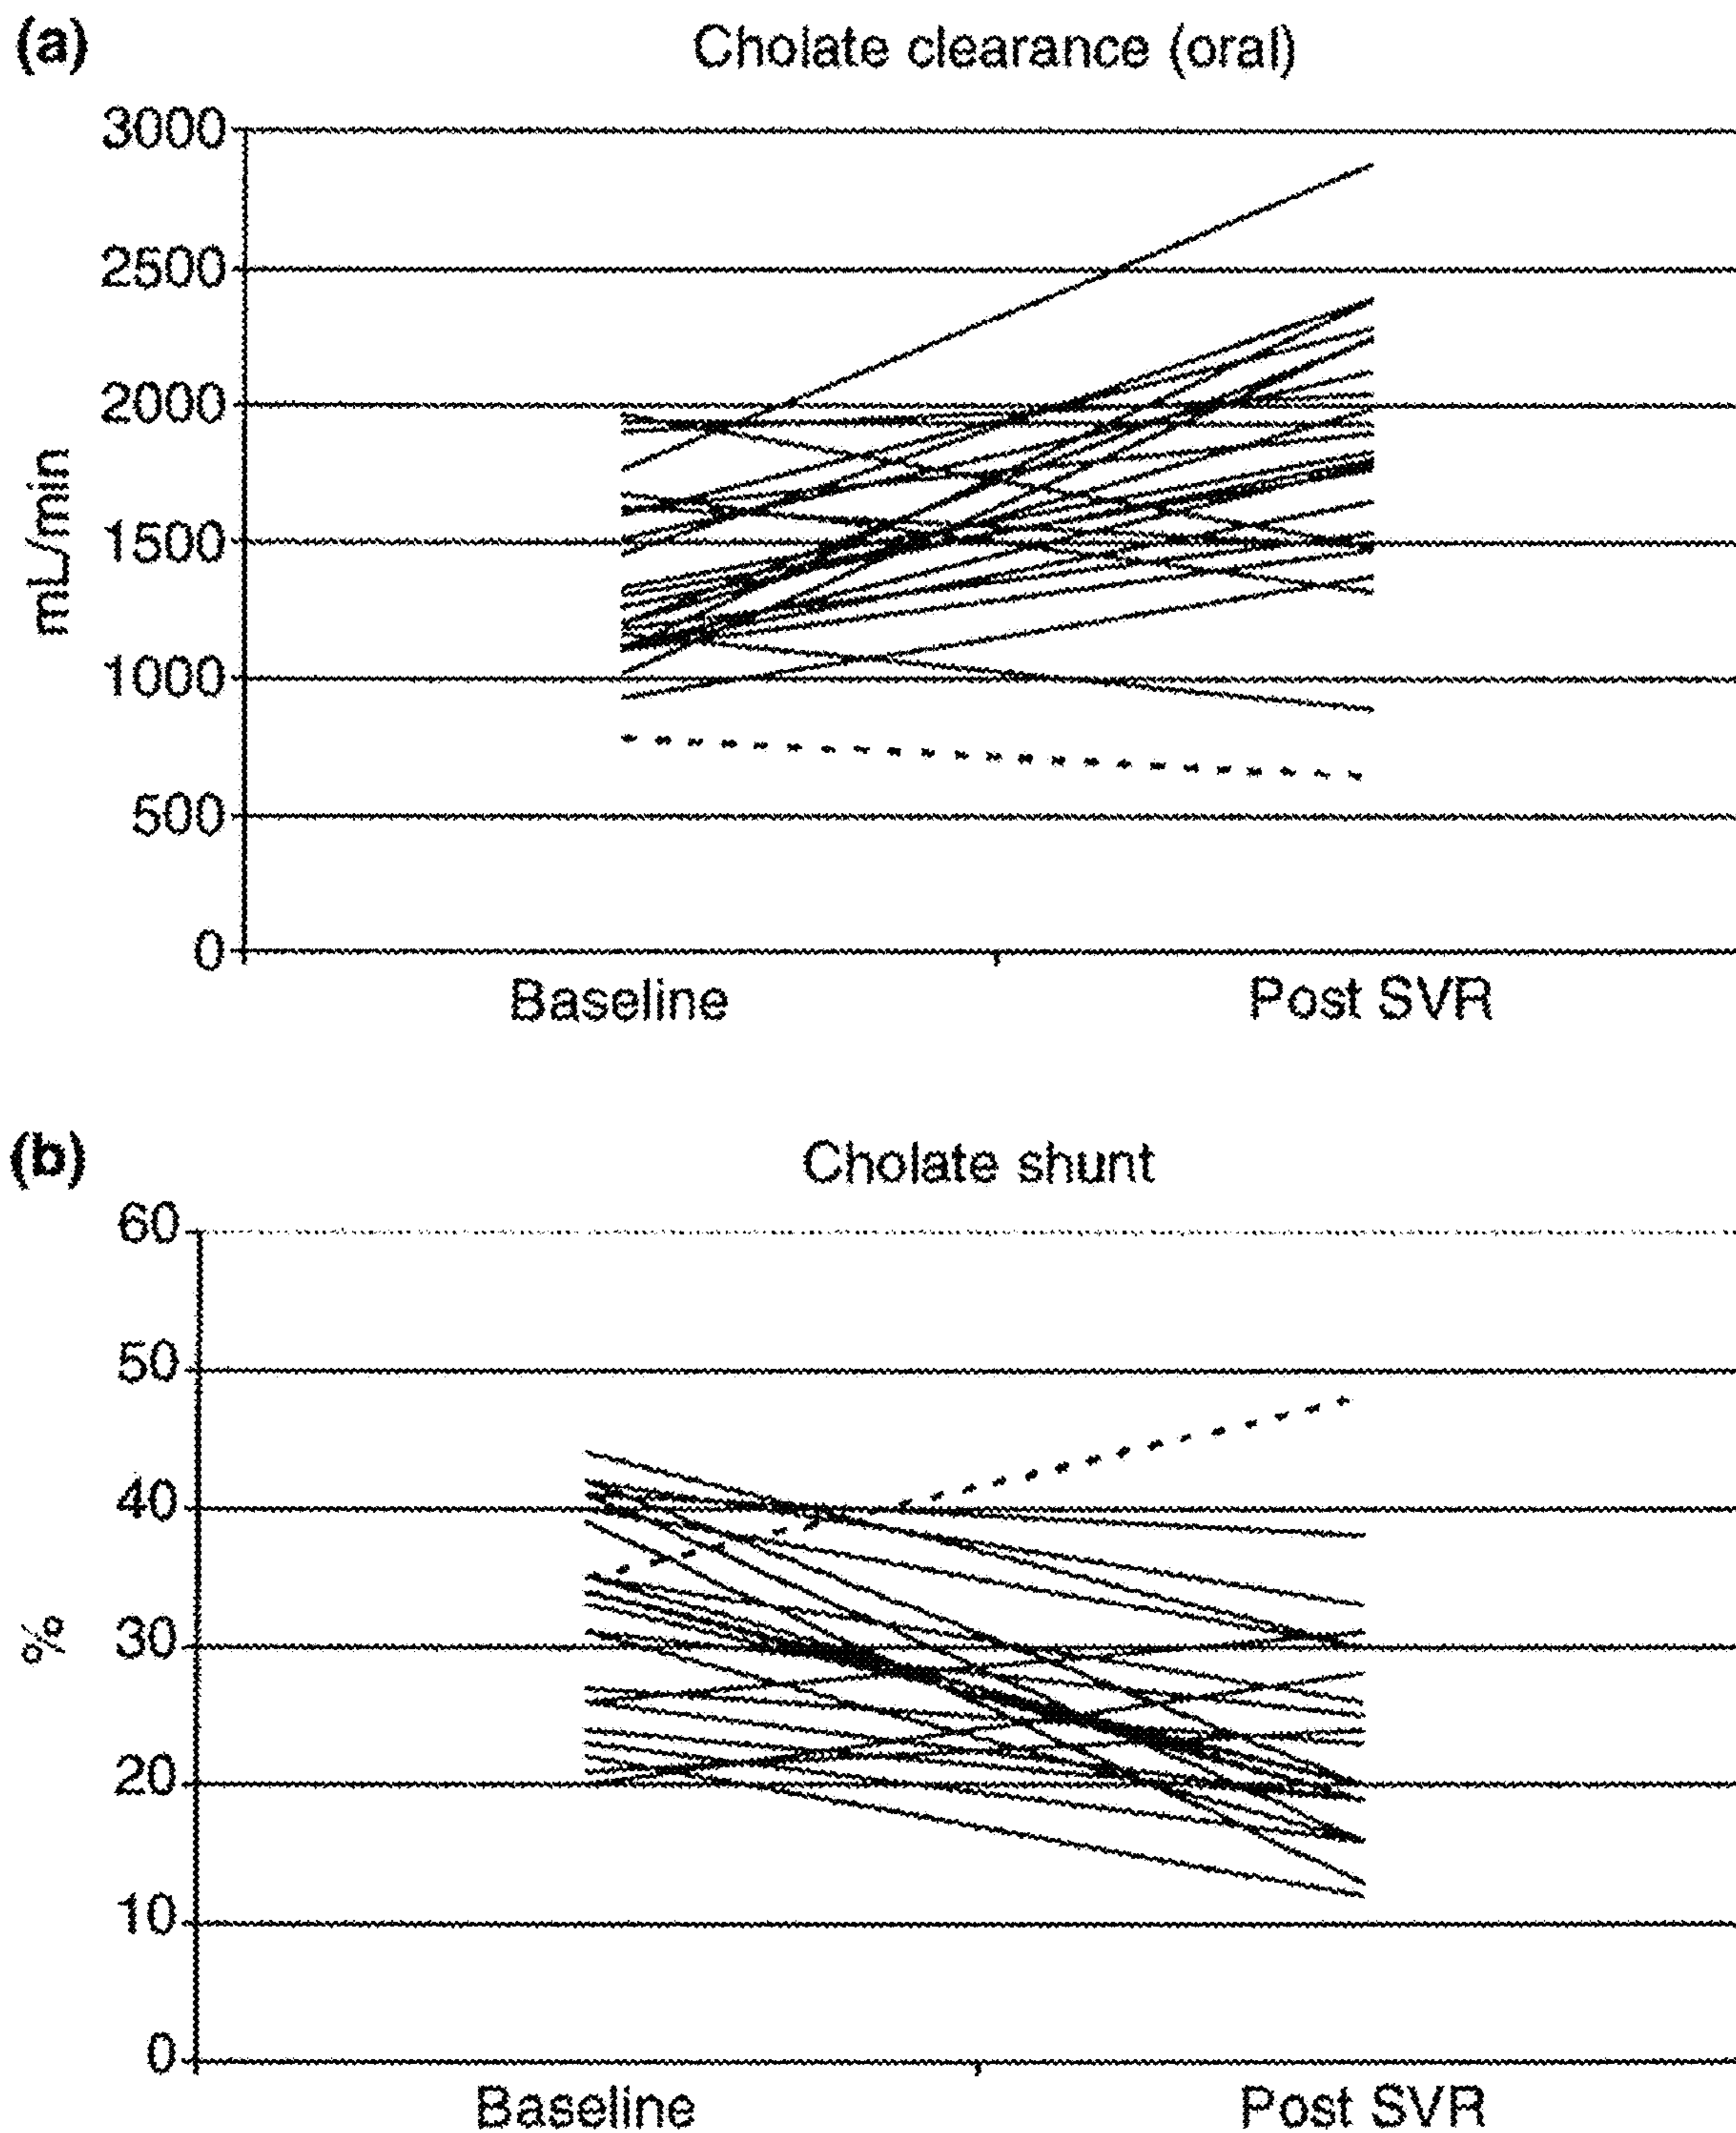 (a)
Cholate clearance (oral)
3000
2500
2000
1500
1000
500
0
mL/min
Baseline Post SVR
(b)
Cholate shunt
60
50
40
30
20
10
0
%
Baseline Post SVR